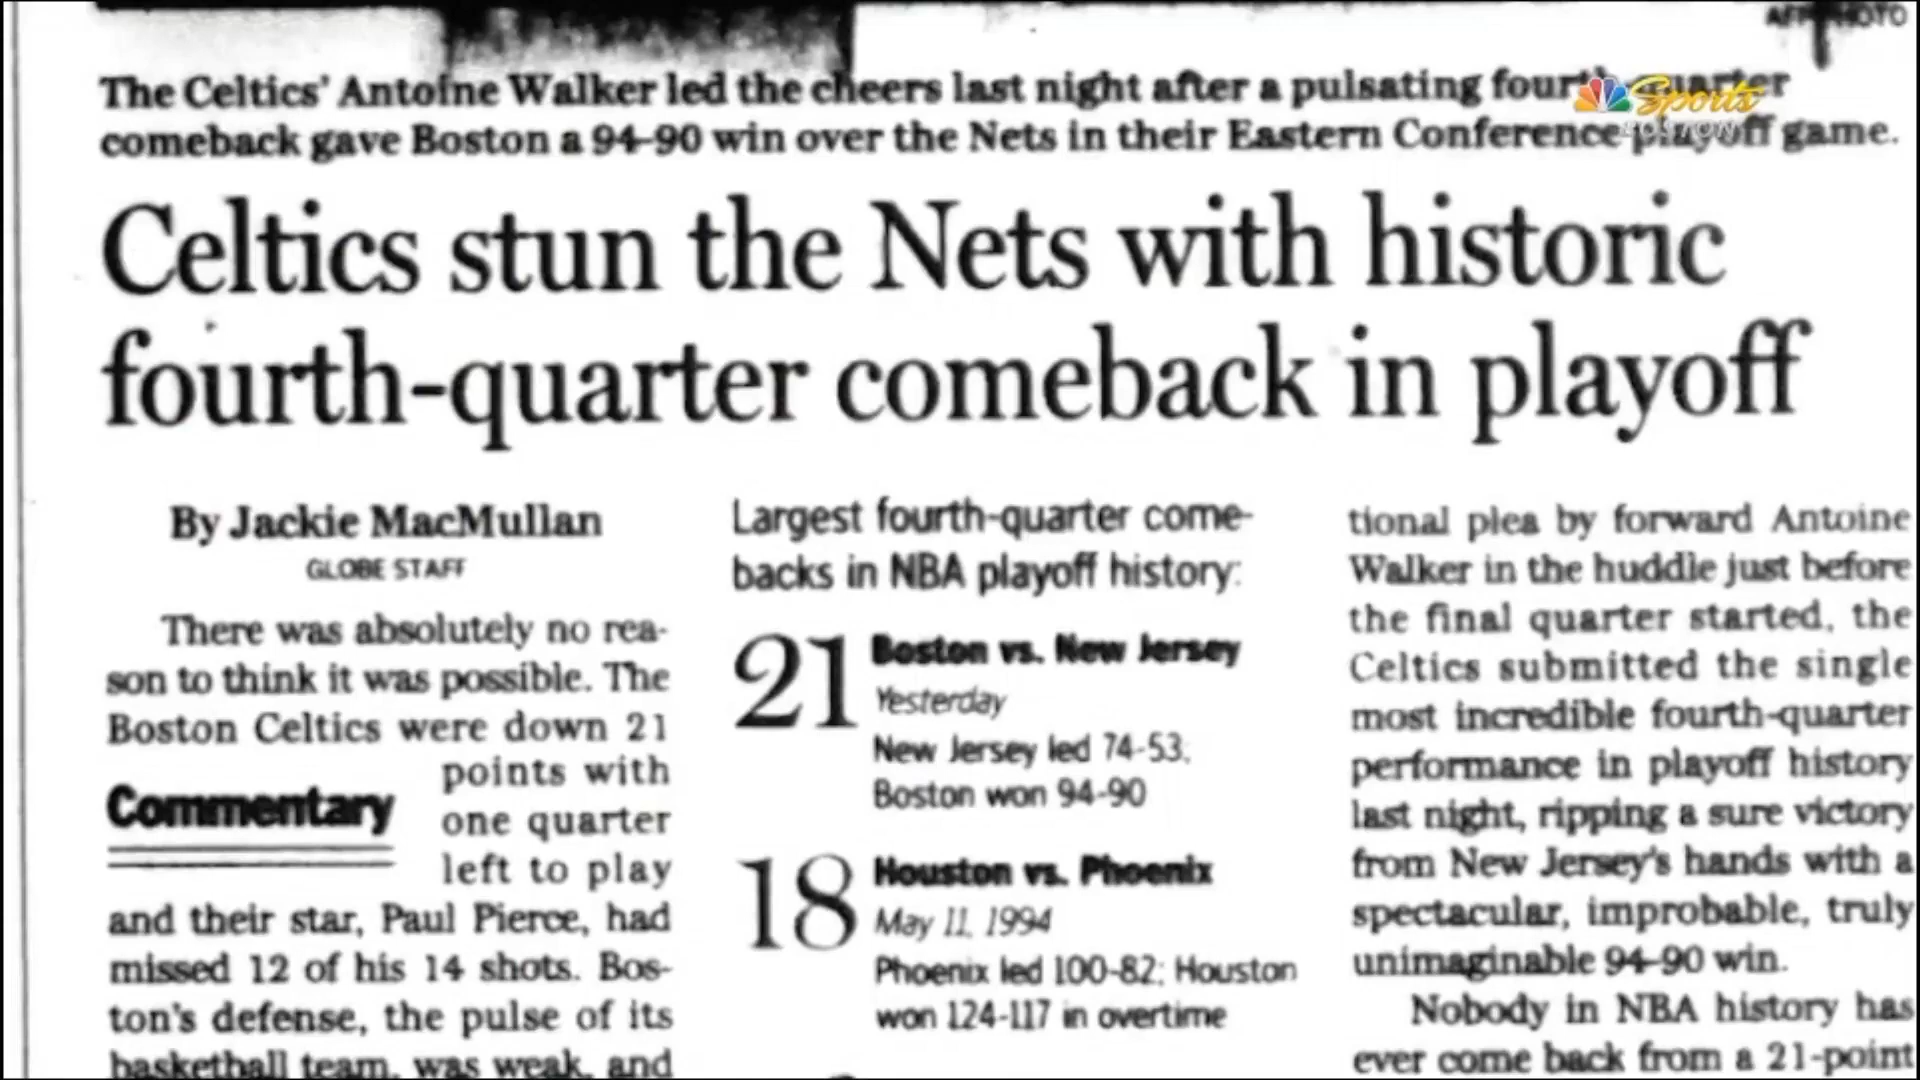 AFP PHOTO
The Celtics' Antoine Walker led the cheers last night after a pulsating fourth-quarter
comeback gave Boston a 94-90 win over the Nets in their Eastern Conference playoff game.
Sports
BOSTON
Celtics stun the Nets with historic
fourth-quarter comeback in playoff
By Jackie MacMullan
GLOBE STAFF
There was absolutely no rea-
son to think it was possible. The
Boston Celtics were down 21
points with
one quarter
left to play
Commentary
and their star, Paul Pierce, had
missed 12 of his 14 shots. Bos-
ton's defense, the pulse of its
basketball team, was weak, and
Largest fourth-quarter come-
backs in NBA playoff history:
21 Boston vs. New Jersey
Yesterday
New Jersey led 74-53;
Boston won 94-90
18 Houston vs. Phoenix
May 11, 1994
Phoenix led 100-82; Houston
won 124-117 in overtime
tional plea by forward Antoine
Walker in the huddle just before
the final quarter started, the
Celtics submitted the single
most incredible fourth-quarter
performance in playoff history
last night, ripping a sure victory
from New Jersey's hands with a
spectacular, improbable, truly
unimaginable 94-90 win.
Nobody in NBA history has
ever come back from a 21-point